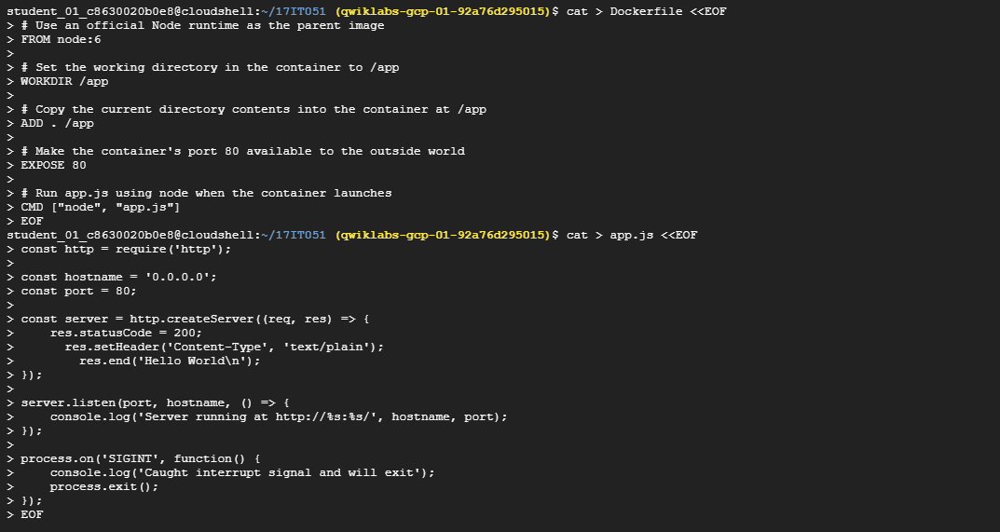 student_01_c8630020b0e8@cloudshell:~/17IT051 (qwiklabs-gcp-01-92a76d295015)$ cat > Dockerfile <<EOF
> # Use an official Node runtime as the parent image
> FROM node:6
>
> # Set the working directory in the container to /app
> WORKDIR /app
>
> # Copy the current directory contents into the container at /app
> ADD . /app
>
> # Make the container's port 80 available to the outside world
> EXPOSE 80
>
> # Run app.js using node when the container launches
> CMD ["node", "app.js"]
> EOF
student_01_c8630020b0e8@cloudshell:~/17IT051 (qwiklabs-gcp-01-92a76d295015)$ cat > app.js <<EOF
> const http = require('http');
>
> const hostname = '0.0.0.0';
> const port = 80;
>
> const server = http.createServer((req, res) => {
>     res.statusCode = 200;
>       res.setHeader('Content-Type', 'text/plain');
>         res.end('Hello World\n');
> });
>
> server.listen(port, hostname, () => {
>     console.log('Server running at http://%s:%s/', hostname, port);
> });
>
> process.on('SIGINT', function() {
>     console.log('Caught interrupt signal and will exit');
>     process.exit();
> });
> EOF